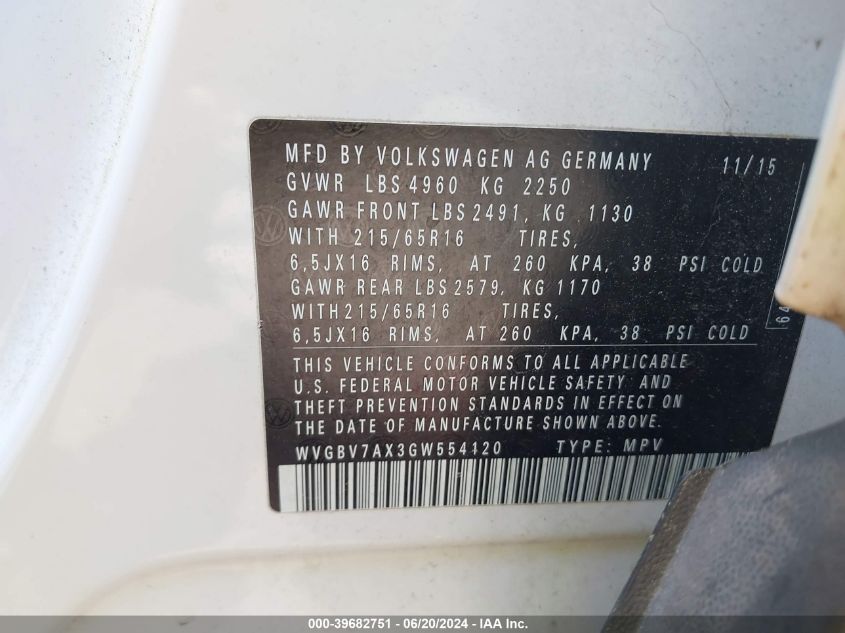 MFD BY VOLKSWAGEN AG GERMANY 11/15
GVWR LBS 4960 KG 2250
GAWR FRONT LBS 2491, KG 1130
WITH 215/65R16 TIRES,
6,5JX16 RIMS, AT 260 KPA, 38 PSI COLD
GAWR REAR LBS 2579, KG 1170
WITH 215/65R16 TIRES,
6,5JX16 RIMS, AT 260 KPA, 38 PSI COLD
THIS VEHICLE CONFORMS TO ALL APPLICABLE
U.S. FEDERAL MOTOR VEHICLE SAFETY AND
THEFT PREVENTION STANDARDS IN EFFECT ON
THE DATE OF MANUFACTURE SHOWN ABOVE.
WVGBV7AX3GW554120 TYPE: MPV
000-39682751 - 06/20/2024 - IAA Inc.